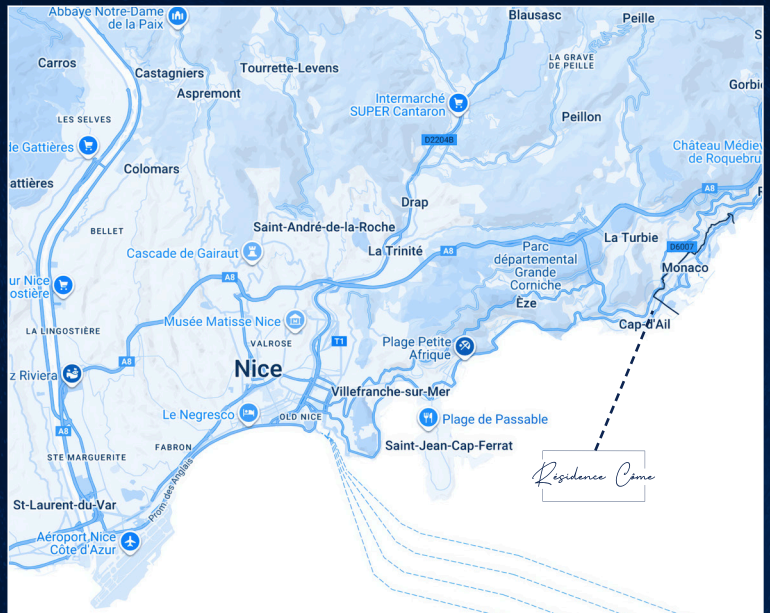 Abbaye Notre-Dame
de la Paix
Blausasc
Peille
Carros
Castagniers
Tourrette-Levens
LA GRAVE
DE PEILLE
Aspremont
Intermarché
SUPER Cantaron
Gorbi
LES SELVES
Peillon
de Gattières
D2204B
Château Médiev
de Roquebru
Colomars
attières
A8
Drap
BELLET
Saint-André-de-la-Roche
La Trinité
A8
Parc
départemental
Grande
Corniche
La Turbie
D6007
Cascade de Gairaut
Monaco
A8
ur Nice
ostière
Èze
Musée Matisse Nice
Cap-d'Ail
LA LINGOSTIÈRE
VALROSE
T1
Plage Petite
Afrique
A8
Nice
z Riviera
Villefranche-sur-Mer
Le Negresco
OLD NICE
Plage de Passable
A8
FABRON
Saint-Jean-Cap-Ferrat
STE MARGUERITE
Résidence Côme
Prom. des Anglais
St-Laurent-du-Var
Aéroport Nice
Côte d'Azur